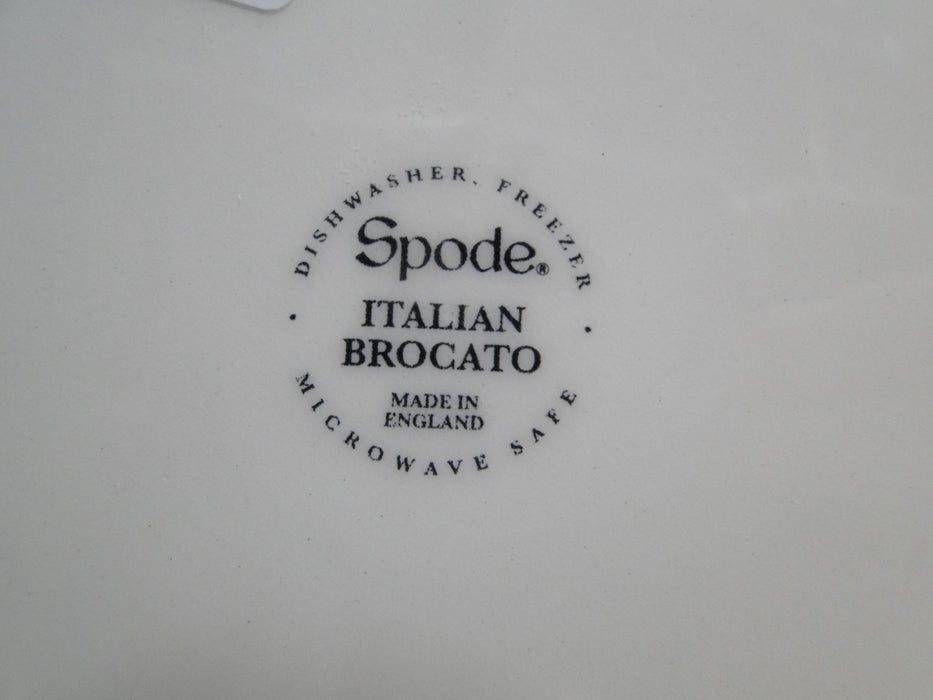 DISHWASHER, FREEZER
Spode®
ITALIAN
BROCATO
MADE IN
ENGLAND
MICROWAVE SAFE